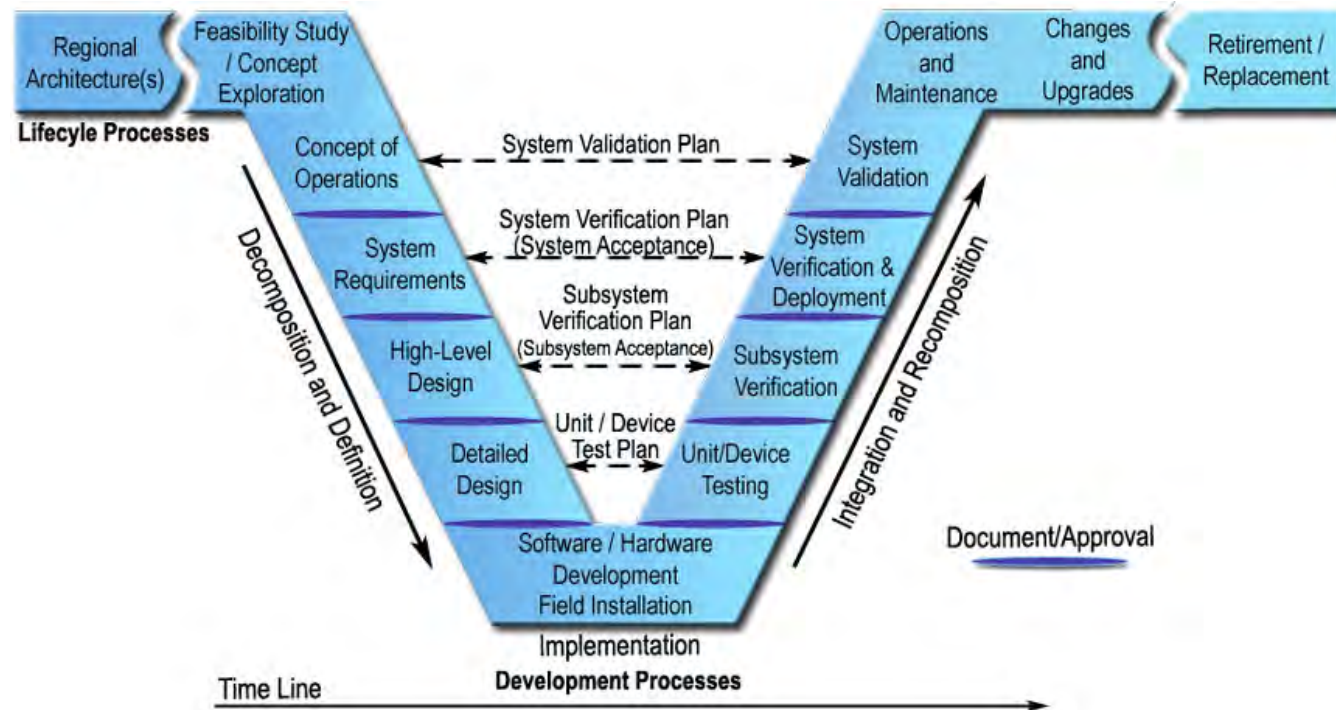 Regional
Architecture(s)
Feasibility Study
/ Concept
Exploration
Operations
and
Maintenance
Changes
and
Upgrades
Retirement /
Replacement
Lifecyle Processes
Concept of
Operations
System Validation Plan
System
Validation
System
Requirements
System Verification Plan
(System Acceptance)
System
Verification &
Deployment
High-Level
Design
Subsystem
Verification Plan
(Subsystem Acceptance)
Subsystem
Verification
Detailed
Design
Unit / Device
Test Plan
Unit/Device
Testing
Decomposition and Definition
Integration and Recomposition
Software / Hardware
Development
Field Installation
Document/Approval
Implementation
Development Processes
Time Line